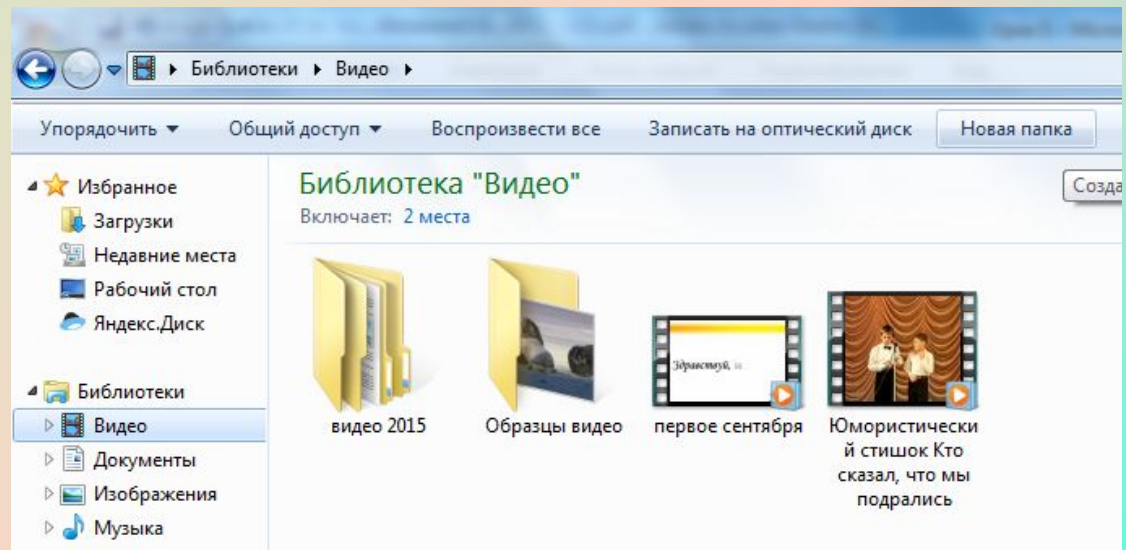 Библиотеки ▸ Видео ▸
Упорядочить Общий доступ Воспроизвести все Записать на оптический диск Новая папка
Избранное
Загрузки
Недавние места
Рабочий стол
Яндекс.Диск
Библиотеки
Видео
Документы
Изображения
Музыка
Библиотека "Видео"
Включает: 2 места
Созда
Здравствуй,
видео 2015
Образцы видео
первое сентября
Юмористически
й стишок Кто
сказал, что мы
подрались